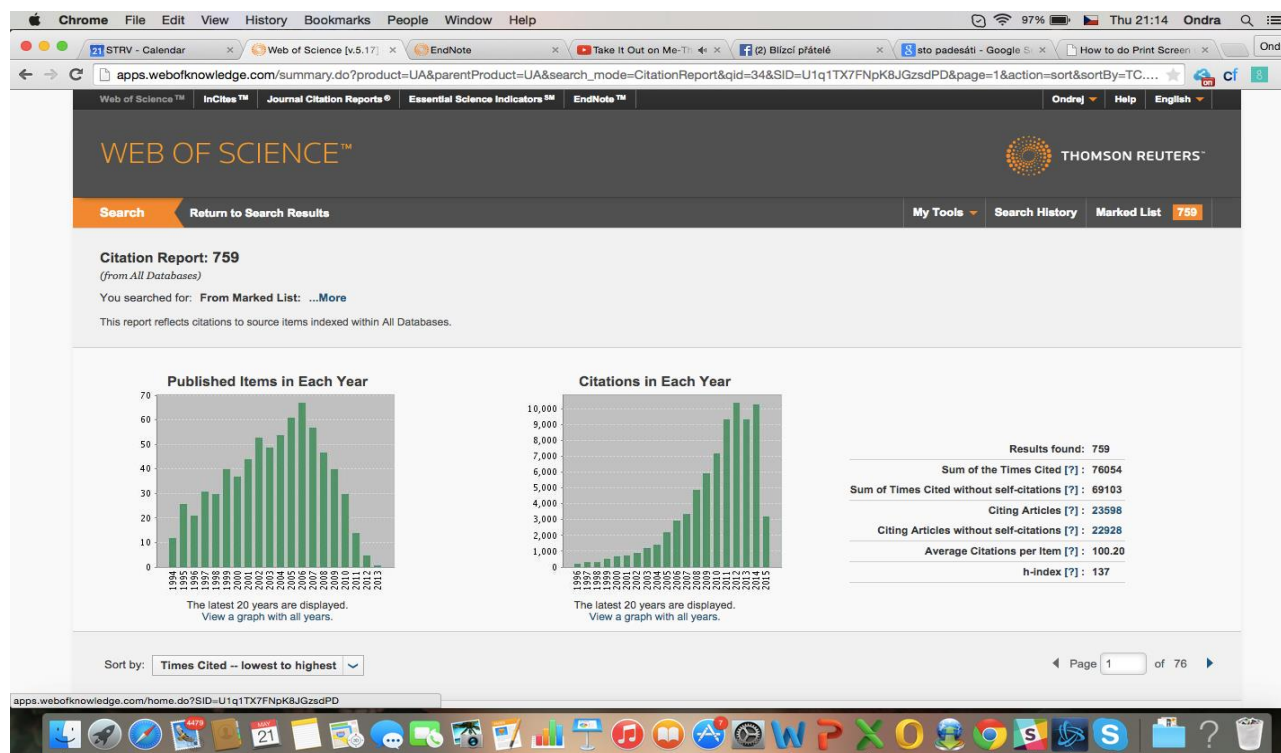 Chrome File Edit View History Bookmarks People Window Help 97% Thu 21:14 Ondra
21 STRV - Calendar Web of Science [v.5.17] EndNote Take It Out on Me-Th (2) Blízcí přátelé sto padesáti - Google S How to do Print Screen Ond
apps.webofknowledge.com/summary.do?product=UA&parentProduct=UA&search_mode=CitationReport&qid=34&SID=U1q1TX7FNpK8JGzsdPD&page=1&action=sort&sortBy=TC.... on cf 8
Web of Science™ InCites™ Journal Citation Reports® Essential Science Indicators℠ EndNote™ Ondrej Help English
WEB OF SCIENCE™ THOMSON REUTERS™
Search Return to Search Results My Tools Search History Marked List 759
Citation Report: 759
(from All Databases)
You searched for: From Marked List: ...More
This report reflects citations to source items indexed within All Databases.
Published Items in Each Year
70
60
50
40
30
20
10
0
1994 1995 1996 1997 1998 1999 2000 2001 2002 2003 2004 2005 2006 2007 2008 2009 2010 2011 2012 2013
The latest 20 years are displayed.
View a graph with all years.
Citations in Each Year
10,000
9,000
8,000
7,000
6,000
5,000
4,000
3,000
2,000
1,000
0
1996 1997 1998 1999 2000 2001 2002 2003 2004 2005 2006 2007 2008 2009 2010 2011 2012 2013 2014 2015
The latest 20 years are displayed.
View a graph with all years.
Results found: 759
Sum of the Times Cited [?] : 76054
Sum of Times Cited without self-citations [?] : 69103
Citing Articles [?] : 23598
Citing Articles without self-citations [?] : 22928
Average Citations per Item [?] : 100.20
h-index [?] : 137
Sort by: Times Cited -- lowest to highest Page 1 of 76
apps.webofknowledge.com/home.do?SID=U1q1TX7FNpK8JGzsdPD
4479 MAY 21 7 W P X O S S ?